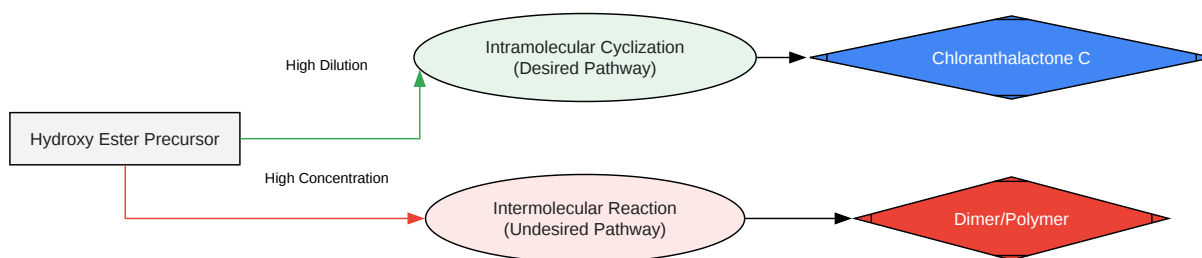 Intramolecular Cyclization
(Desired Pathway)
Chloranthalactone C
High Dilution
Hydroxy Ester Precursor
High Concentration
Intermolecular Reaction
(Undesired Pathway)
Dimer/Polymer